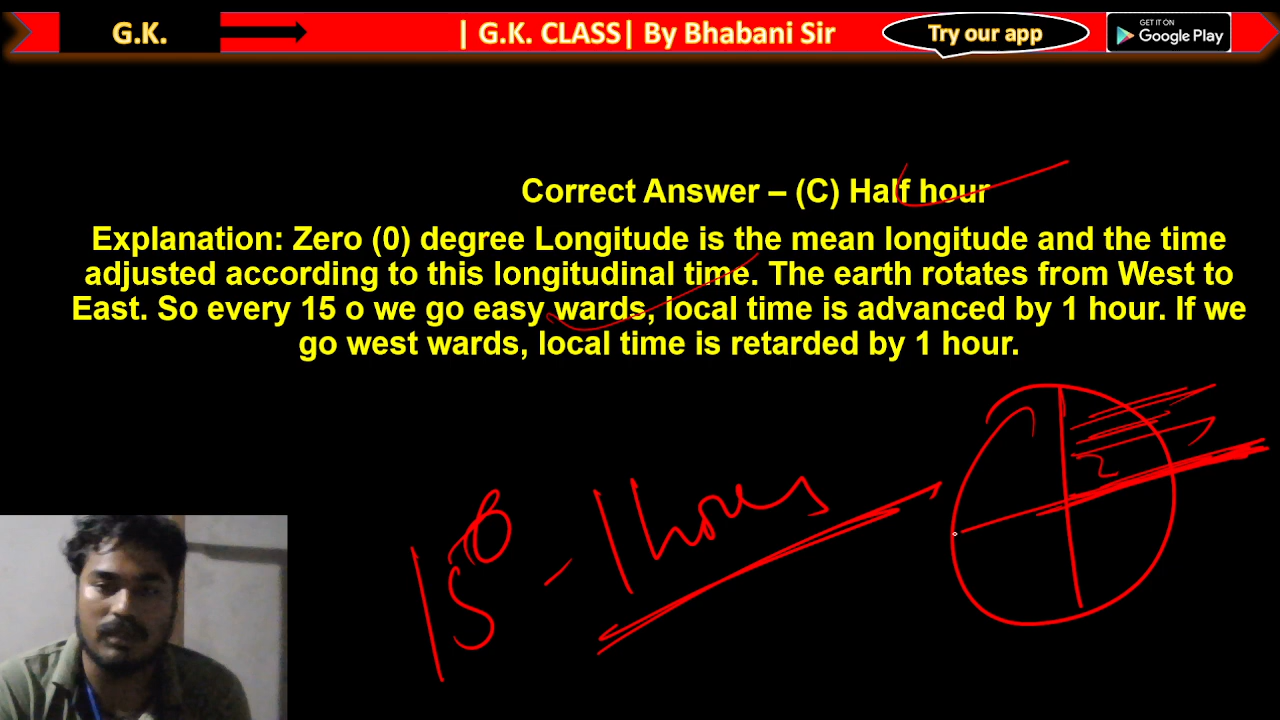 G.K.
| G.K. CLASS| By Bhabani Sir
Try our app
GET IT ON
Google Play
Correct Answer – (C) Half hour
Explanation: Zero (0) degree Longitude is the mean longitude and the time
adjusted according to this longitudinal time. The earth rotates from West to
East. So every 15 o we go easy wards, local time is advanced by 1 hour. If we
go west wards, local time is retarded by 1 hour.
15° - 1 hours